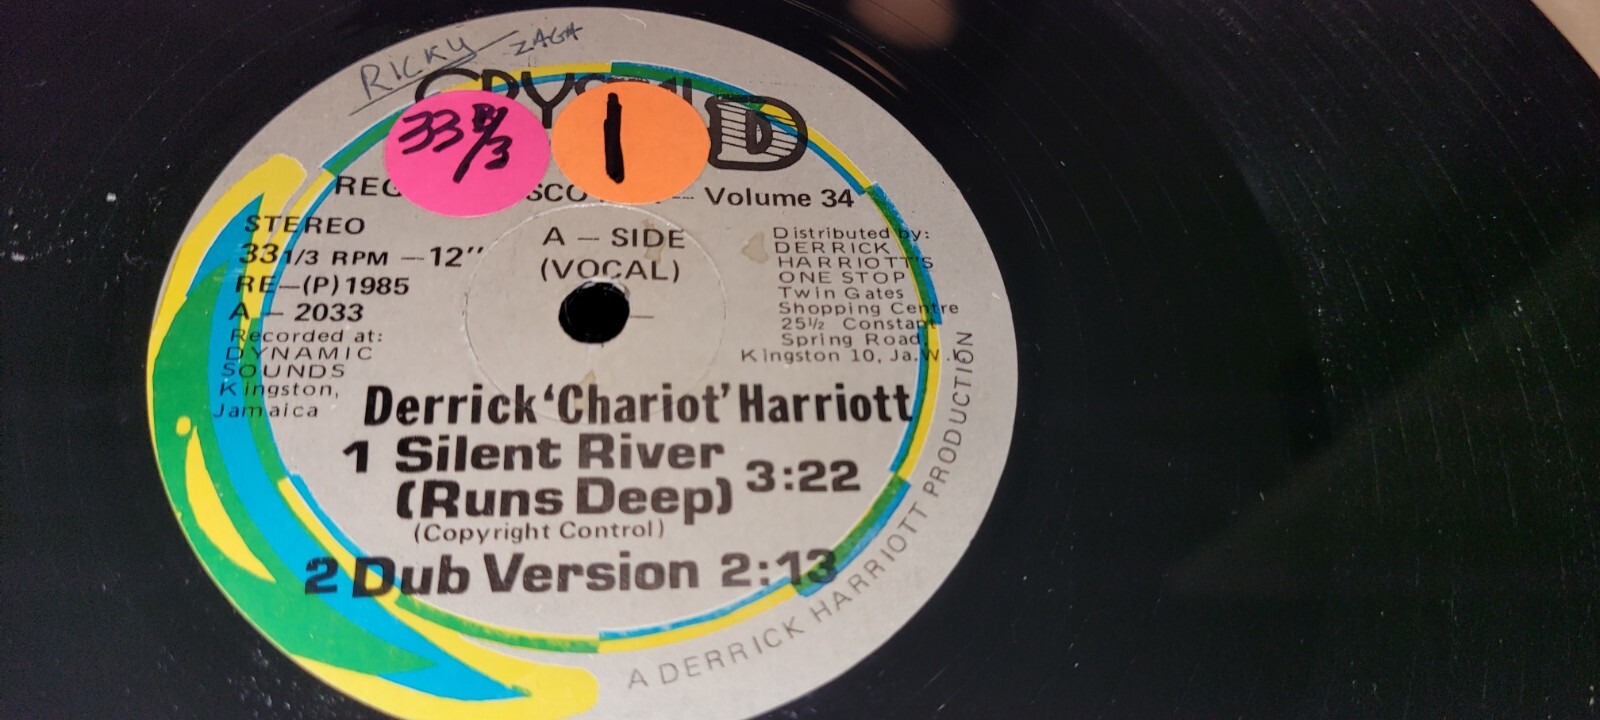 RICKY ZAGA
33 1/3
1
Volume 34
STEREO
33 1/3 RPM — 12"
RE—(P) 1985
A – 2033
Recorded at:
DYNAMIC
SOUNDS
Kingston,
Jamaica
A – SIDE
(VOCAL)
Distributed by:
DERRICK
HARRIOTT'S
ONE STOP
Twin Gates
Shopping Centre
25½ Constant
Spring Road,
Kingston 10, Ja. W.I.
Derrick 'Chariot' Harriott
1 Silent River
(Runs Deep) 3:22
(Copyright Control)
2 Dub Version 2:13
A DERRICK HARRIOTT PRODUCTION